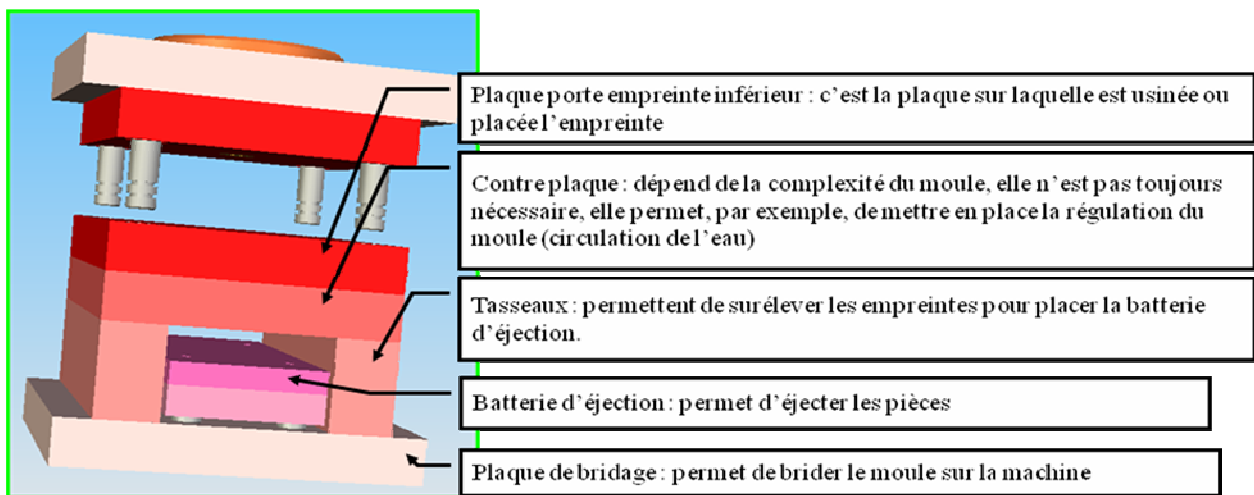 Plaque porte empreinte inférieur : c’est la plaque sur laquelle est usinée ou
placée l’empreinte
Contre plaque : dépend de la complexité du moule, elle n’est pas toujours
nécessaire, elle permet, par exemple, de mettre en place la régulation du
moule (circulation de l’eau)
Tasseaux : permettent de surélever les empreintes pour placer la batterie
d’éjection.
Batterie d’éjection : permet d’éjecter les pièces
Plaque de bridage : permet de brider le moule sur la machine